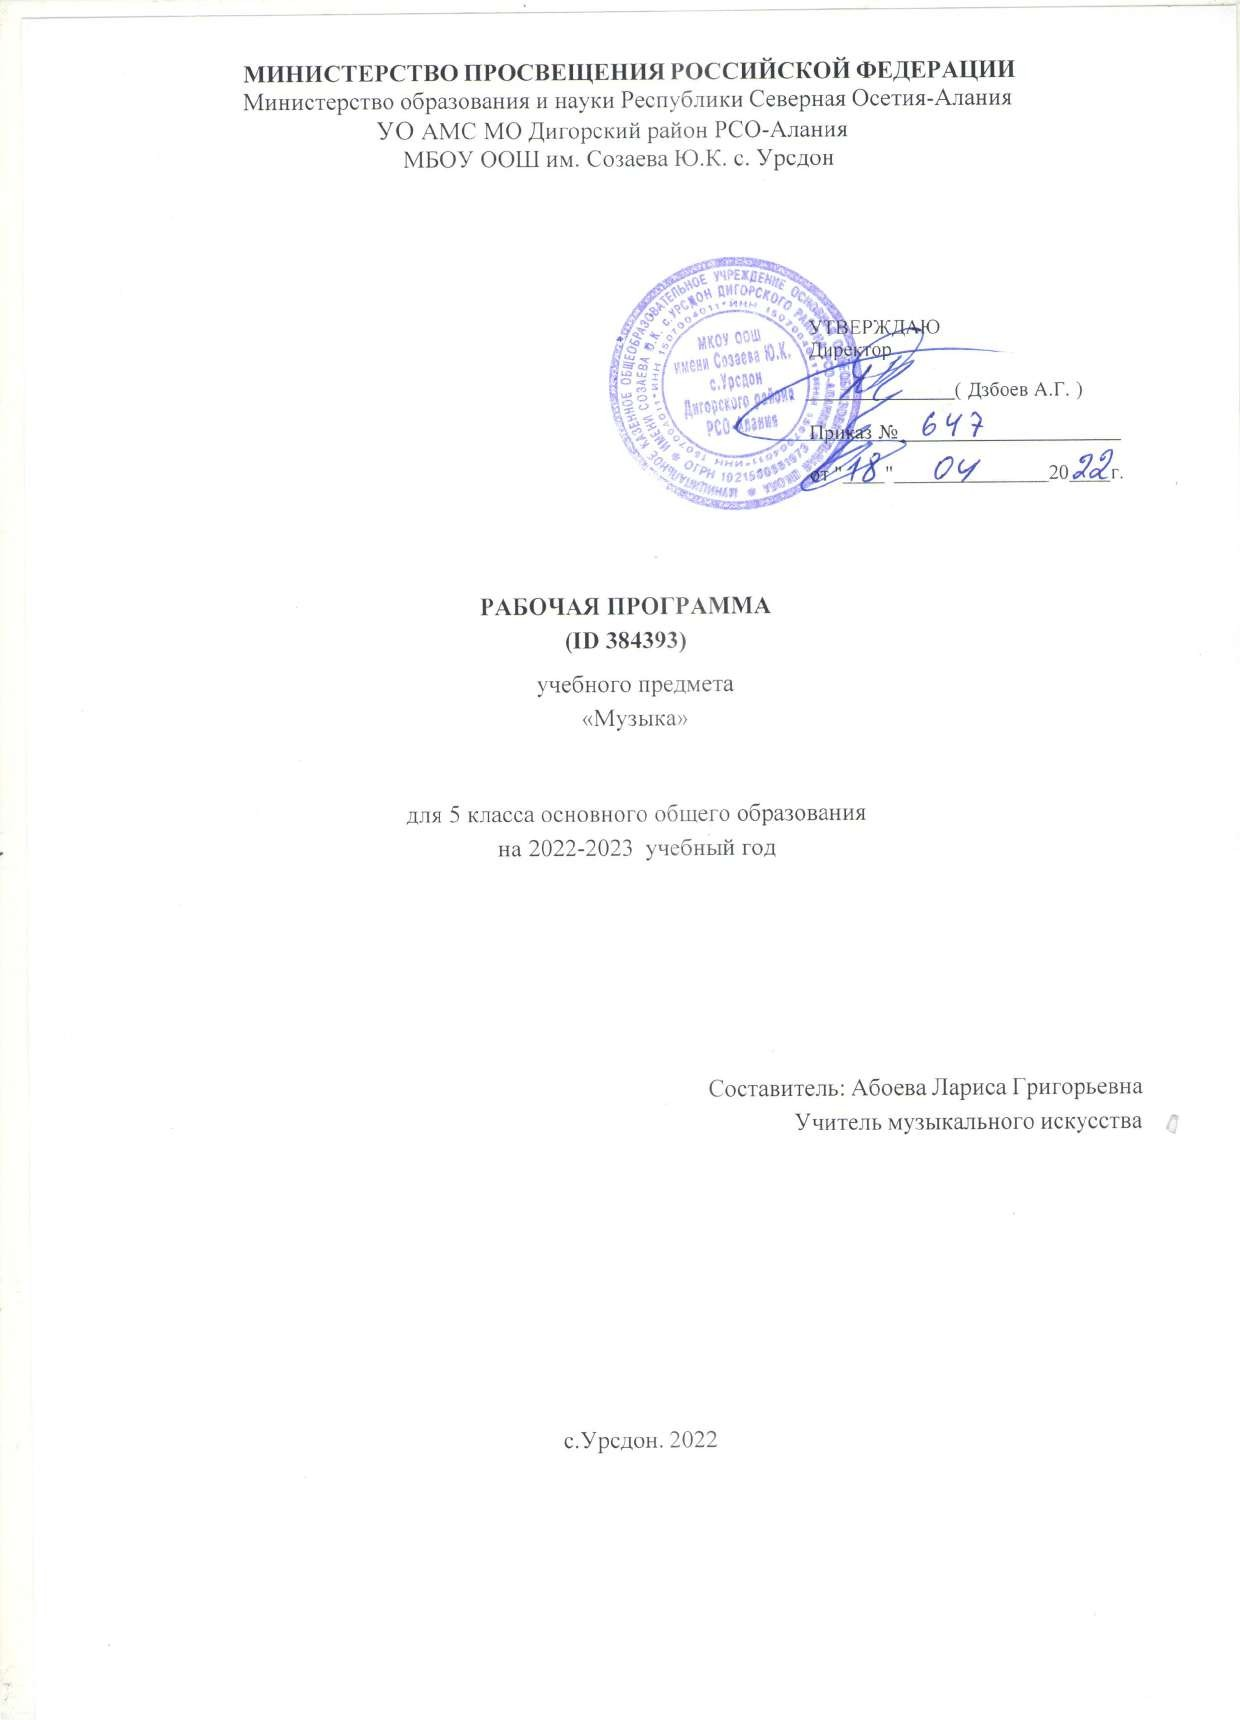 МИНИСТЕРСТВО ПРОСВЕЩЕНИЯ РОССИЙСКОЙ ФЕДЕРАЦИИ
Министерство образования и науки Республики Северная Осетия-Алания
УО АМС МО Дигорский район РСО-Алания
МБОУ ООШ им. Созаева Ю.К. с. Урсдон
МКОУ ООШ
имени Созаева Ю.К.
с.Урсдон
Дигорского района
РСО-Алания
УТВЕРЖДАЮ
Директор
( Дзбоев А.Г. )
Приказ № 647
от "18" 04 2022г.
РАБОЧАЯ ПРОГРАММА
(ID 384393)
учебного предмета
«Музыка»
для 5 класса основного общего образования
на 2022-2023 учебный год
Составитель: Абоева Лариса Григорьевна
Учитель музыкального искусства
с.Урсдон. 2022